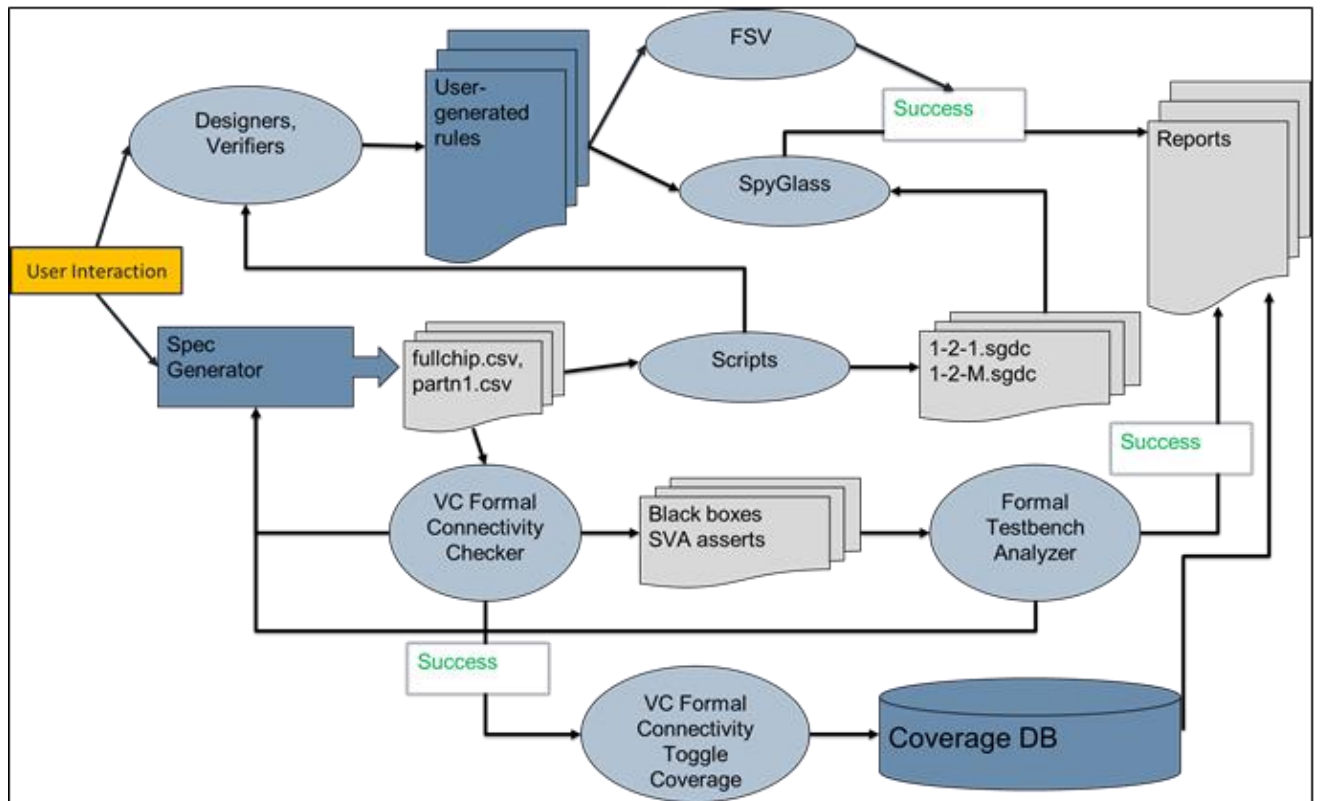 FSV
User-
generated
rules
Success
Designers,
Verifiers
Reports
SpyGlass
User Interaction
Spec
Generator
fullchip.csv,
partn1.csv
Scripts
1-2-1.sgdc
1-2-M.sgdc
Success
VC Formal
Connectivity
Checker
Black boxes
SVA asserts
Formal
Testbench
Analyzer
Success
VC Formal
Connectivity
Toggle
Coverage
Coverage DB